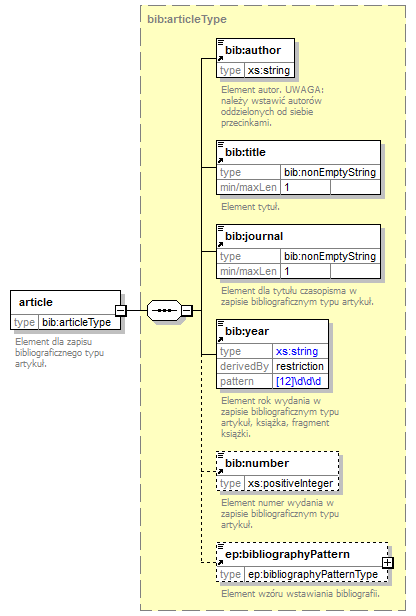 bib:articleType
bib:author
type xs:string
Element autor. UWAGA:
należy wstawić autorów
oddzielonych od siebie
przecinkami.
bib:title
type bib:nonEmptyString
min/maxLen 1
Element tytuł.
bib:journal
type bib:nonEmptyString
min/maxLen 1
Element dla tytułu czasopisma w
zapisie bibliograficznym typu artykuł.
article
type bib:articleType
Element dla zapisu
bibliograficznego typu
artykuł.
bib:year
type xs:string
derivedBy restriction
pattern [12]\d\d\d
Element rok wydania w
zapisie bibliograficznym typu
artykuł, książka, fragment
książki.
bib:number
type xs:positiveInteger
Element numer wydania w
zapisie bibliograficznym typu
artykuł.
ep:bibliographyPattern
type ep:bibliographyPatternType
Element wzóru wstawiania bibliografii.